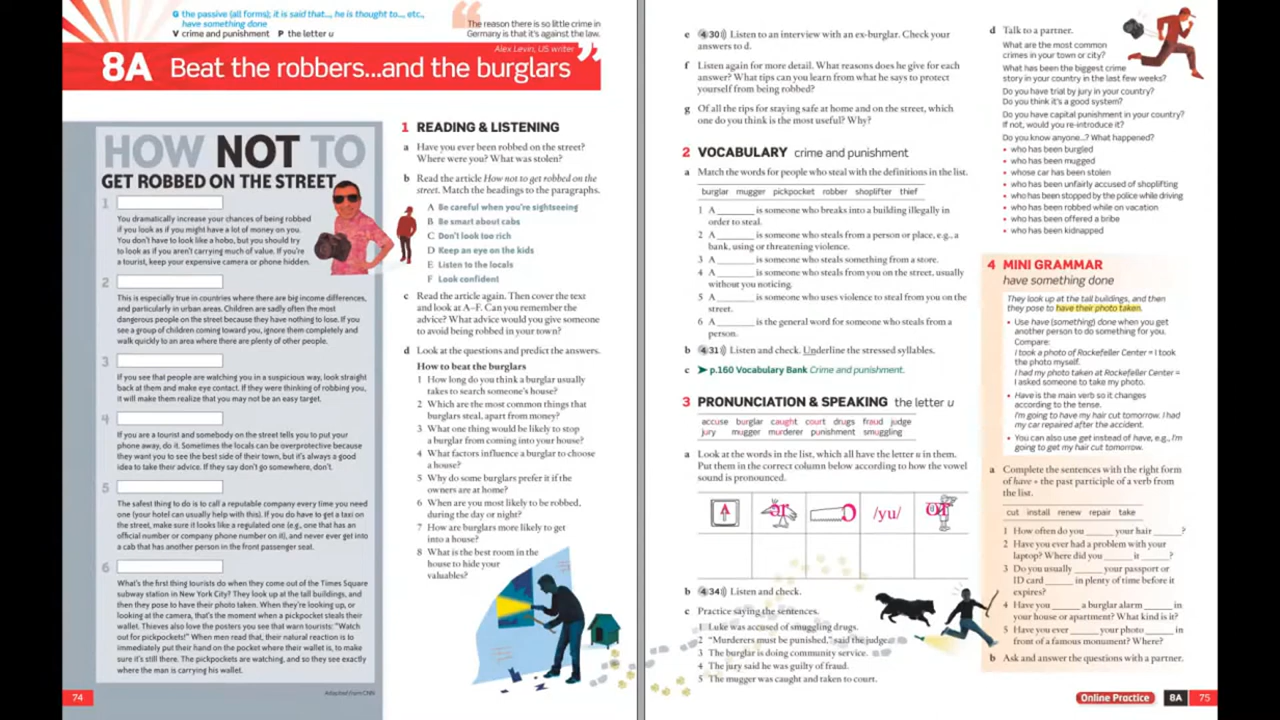 G the passive (all forms); it is said that..., he is thought to..., etc.,
have something done
V crime and punishment P the letter u
The reason there is so little crime in
Germany is that it's against the law.
Alex Levin, US writer
8A Beat the robbers...and the burglars
HOW NOT TO
GET ROBBED ON THE STREET
1
You dramatically increase your chances of being robbed
if you look as if you might have a lot of money on you.
You don't have to look like a hobo, but you should try
to look as if you aren't carrying much of value. If you're
a tourist, keep your expensive camera or phone hidden.
2
This is especially true in countries where there are big income differences,
and particularly in urban areas. Children are sadly often the most
dangerous people on the street because they have nothing to lose. If you
see a group of children coming toward you, ignore them completely and
walk quickly to an area where there are plenty of other people.
3
If you see that people are watching you in a suspicious way, look straight
back at them and make eye contact. If they were thinking of robbing you,
it will make them realize that you may not be an easy target.
4
If you are a tourist and somebody on the street tells you to put your
phone away, do it. Sometimes the locals can be overprotective because
they want you to see the best side of their town, but it's always a good
idea to take their advice. If they say don't go somewhere, don't.
5
The safest thing to do is to call a reputable company every time you need
one (your hotel can usually help with this). If you do have to get a taxi on
the street, make sure it looks like a regulated one (e.g., one that has an
official number or company phone number on it), and never ever get into
a cab that has another person in the front passenger seat.
6
What's the first thing tourists do when they come out of the Times Square
subway station in New York City? They look up at the tall buildings, and
then they pose to have their photo taken. When they're looking up, or
looking at the camera, that's the moment when a pickpocket steals their
wallet. Thieves also love the posters you see that warn tourists: "Watch
out for pickpockets!" When men read that, their natural reaction is to
immediately put their hand on the pocket where their wallet is, to make
sure it's still there. The pickpockets are watching, and so they see exactly
where the man is carrying his wallet.
Adapted from CNN
74
1 READING & LISTENING
a Have you ever been robbed on the street?
Where were you? What was stolen?
b Read the article How not to get robbed on the
street. Match the headings to the paragraphs.
A Be careful when you're sightseeing
B Be smart about cabs
C Don't look too rich
D Keep an eye on the kids
E Listen to the locals
F Look confident
c Read the article again. Then cover the text
and look at A–F. Can you remember the
advice? What advice would you give someone
to avoid being robbed in your town?
d Look at the questions and predict the answers.
How to beat the burglars
1 How long do you think a burglar usually
takes to search someone's house?
2 Which are the most common things that
burglars steal, apart from money?
3 What one thing would be likely to stop
a burglar from coming into your house?
4 What factors influence a burglar to choose
a house?
5 Why do some burglars prefer it if the
owners are at home?
6 When are you most likely to be robbed,
during the day or night?
7 How are burglars more likely to get
into a house?
8 What is the best room in the
house to hide your
valuables?
e 4 30)) Listen to an interview with an ex-burglar. Check your
answers to d.
f Listen again for more detail. What reasons does he give for each
answer? What tips can you learn from what he says to protect
yourself from being robbed?
g Of all the tips for staying safe at home and on the street, which
one do you think is the most useful? Why?
2 VOCABULARY crime and punishment
a Match the words for people who steal with the definitions in the list.
burglar mugger pickpocket robber shoplifter thief
1 A ______ is someone who breaks into a building illegally in
order to steal.
2 A ______ is someone who steals from a person or place, e.g., a
bank, using or threatening violence.
3 A ______ is someone who steals something from a store.
4 A ______ is someone who steals from you on the street, usually
without you noticing.
5 A ______ is someone who uses violence to steal from you on the
street.
6 A ______ is the general word for someone who steals from a
person.
b 4 31)) Listen and check. Underline the stressed syllables.
c ➤ p.160 Vocabulary Bank Crime and punishment.
3 PRONUNCIATION & SPEAKING the letter u
accuse burglar caught court drugs fraud judge
jury mugger murderer punishment smuggling
a Look at the words in the list, which all have the letter u in them.
Put them in the correct column below according to how the vowel
sound is pronounced.
ʌ ər ɔ /yu/ ʊr
b 4 34)) Listen and check.
c Practice saying the sentences.
1 Luke was accused of smuggling drugs.
2 "Murderers must be punished," said the judge.
3 The burglar is doing community service.
4 The jury said he was guilty of fraud.
5 The mugger was caught and taken to court.
d Talk to a partner.
What are the most common
crimes in your town or city?
What has been the biggest crime
story in your country in the last few weeks?
Do you have trial by jury in your country?
Do you think it's a good system?
Do you have capital punishment in your country?
If not, would you re-introduce it?
Do you know anyone...? What happened?
• who has been burgled
• who has been mugged
• whose car has been stolen
• who has been unfairly accused of shoplifting
• who has been stopped by the police while driving
• who has been robbed while on vacation
• who has been offered a bribe
• who has been kidnapped
4 MINI GRAMMAR
have something done
They look up at the tall buildings, and then
they pose to have their photo taken.
• Use have (something) done when you get
another person to do something for you.
Compare:
I took a photo of Rockefeller Center = I took
the photo myself.
I had my photo taken at Rockefeller Center =
I asked someone to take my photo.
• Have is the main verb so it changes
according to the tense.
I'm going to have my hair cut tomorrow. I had
my car repaired after the accident.
• You can also use get instead of have, e.g., I'm
going to get my hair cut tomorrow.
a Complete the sentences with the right form
of have + the past participle of a verb from
the list.
cut install renew repair take
1 How often do you ______ your hair ______?
2 Have you ever had a problem with your
laptop? Where did you ______ it ______?
3 Do you usually ______ your passport or
ID card ______ in plenty of time before it
expires?
4 Have you ______ a burglar alarm ______ in
your house or apartment? What kind is it?
5 Have you ever ______ your photo ______ in
front of a famous monument? Where?
b Ask and answer the questions with a partner.
Online Practice 8A 75